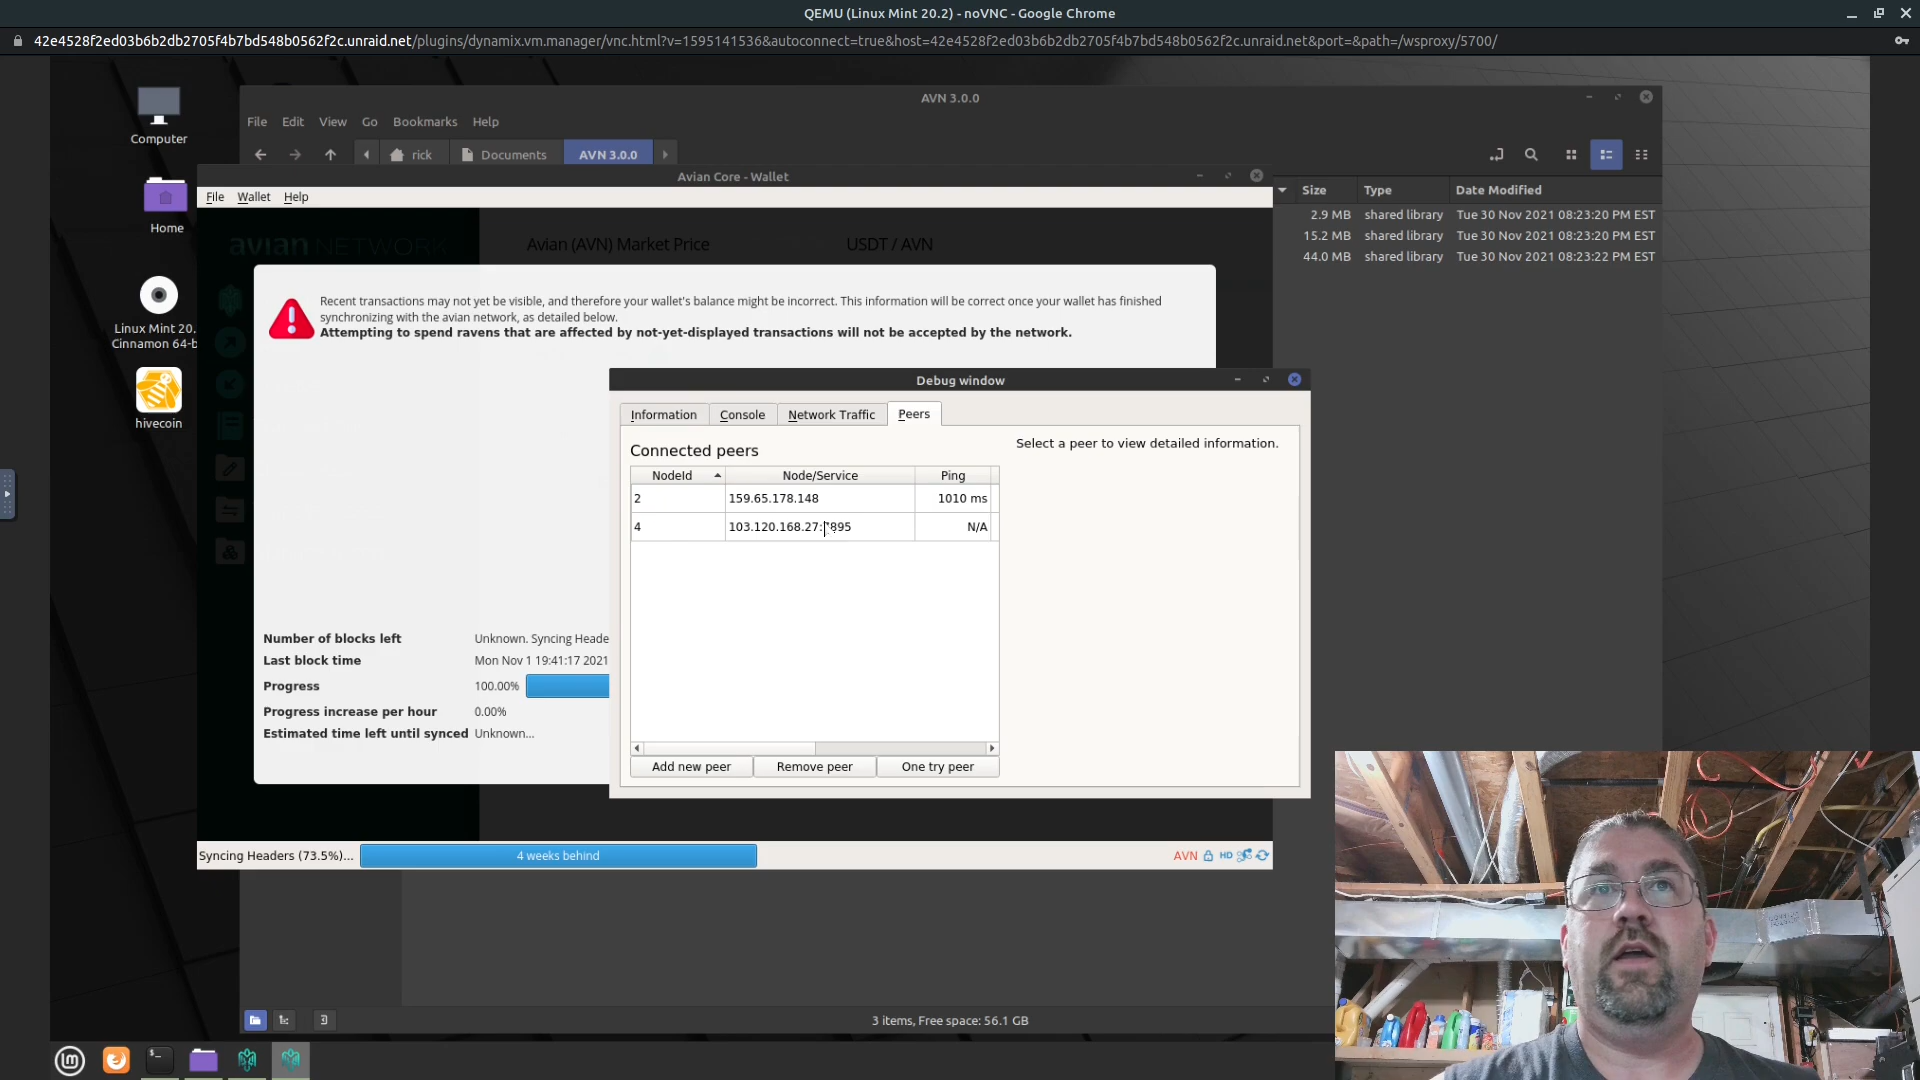 QEMU (Linux Mint 20.2) - noVNC - Google Chrome
42e4528f2ed03b6b2db2705f4b7bd548b0562f2c.unraid.net/plugins/dynamix.vm.manager/vnc.html?v=1595141536&autoconnect=true&host=42e4528f2ed03b6b2db2705f4b7bd548b0562f2c.unraid.net&port=&path=/wsproxy/5700/
AVN 3.0.0
File Edit View Go Bookmarks Help
rick Documents AVN 3.0.0
Computer
Home
Linux Mint 20.
Cinnamon 64-b
hivecoin
Size Type Date Modified
2.9 MB shared library Tue 30 Nov 2021 08:23:20 PM EST
15.2 MB shared library Tue 30 Nov 2021 08:23:20 PM EST
44.0 MB shared library Tue 30 Nov 2021 08:23:22 PM EST
Avian Core - Wallet
File Wallet Help
avian NETWORK
Avian (AVN) Market Price USDT / AVN
Recent transactions may not yet be visible, and therefore your wallet's balance might be incorrect. This information will be correct once your wallet has finished
synchronizing with the avian network, as detailed below.
Attempting to spend ravens that are affected by not-yet-displayed transactions will not be accepted by the network.
Number of blocks left Unknown. Syncing Heade
Last block time Mon Nov 1 19:41:17 2021
Progress 100.00%
Progress increase per hour 0.00%
Estimated time left until synced Unknown...
Debug window
Information Console Network Traffic Peers
Connected peers
Select a peer to view detailed information.
NodeId Node/Service Ping
2 159.65.178.148 1010 ms
4 N/A
Add new peer Remove peer One try peer
Syncing Headers (73.5%)... 4 weeks behind AVN HD
3 items, Free space: 56.1 GB
lm